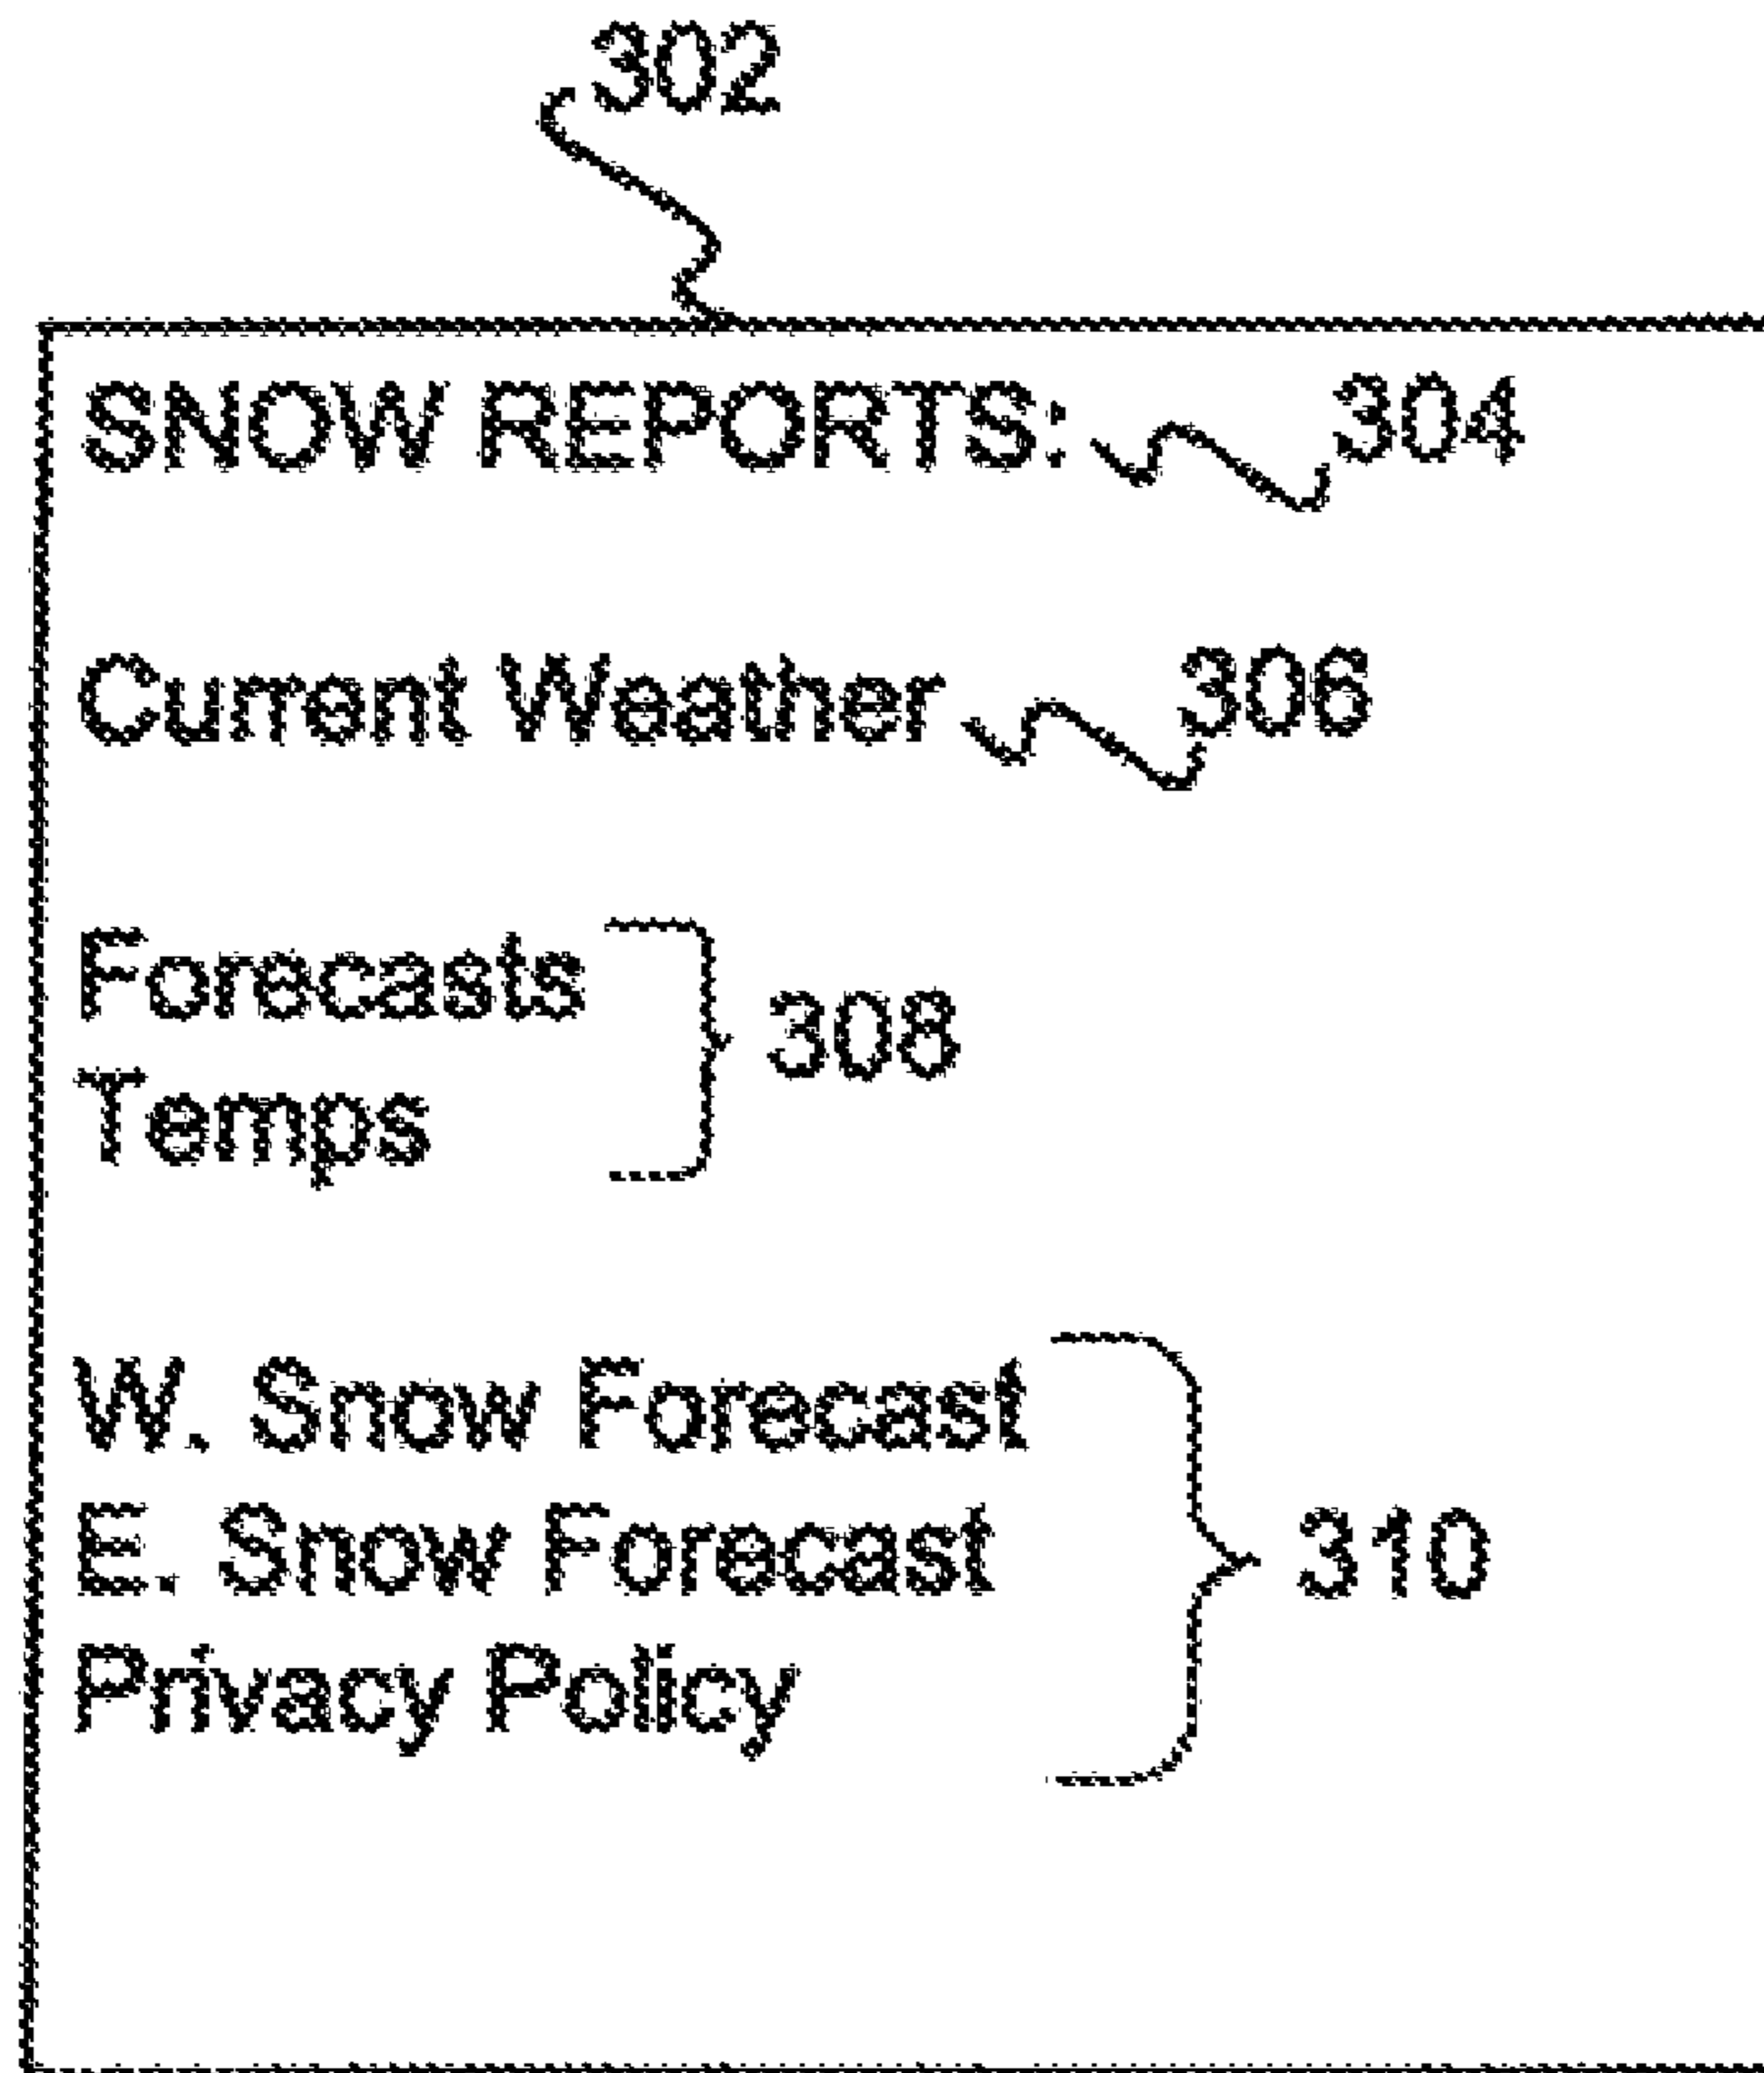 302
SNOW REPORTS: 304
Current Weather 306
Forecasts
Temps
308
W. Snow Forecast
E. Snow Forecast
Privacy Policy
310